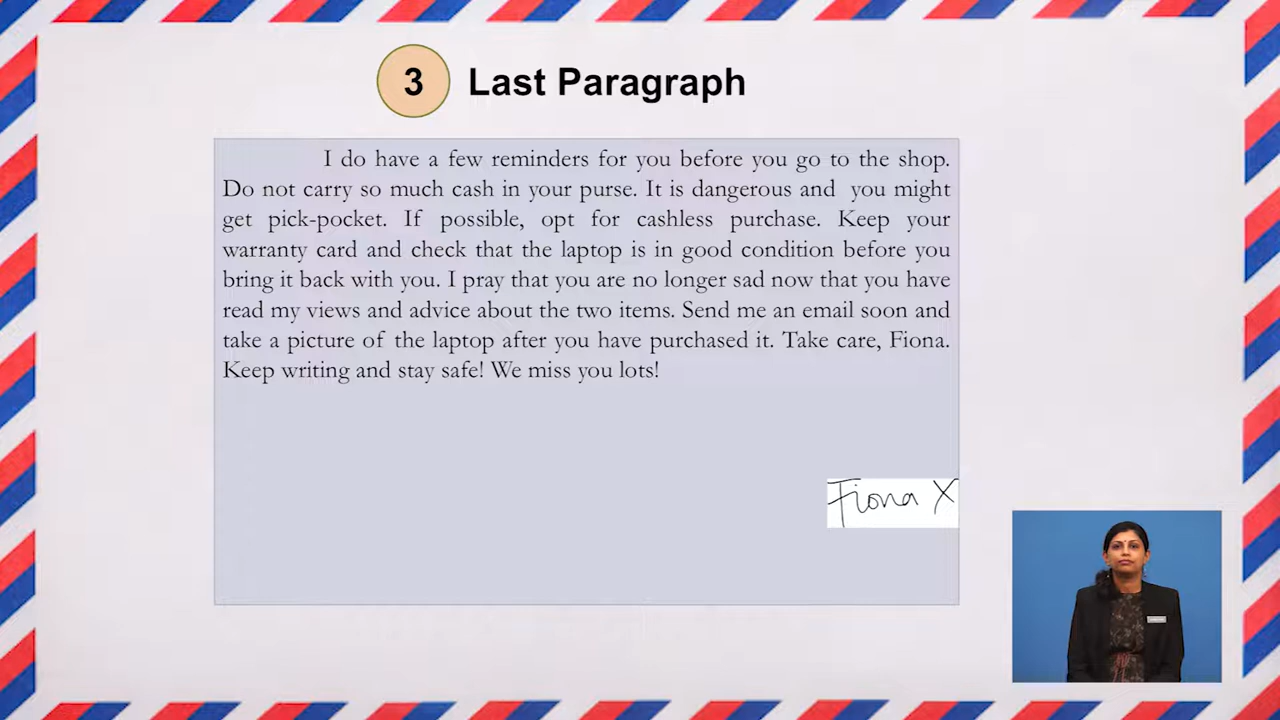 3 Last Paragraph
I do have a few reminders for you before you go to the shop.
Do not carry so much cash in your purse. It is dangerous and you might
get pick-pocket. If possible, opt for cashless purchase. Keep your
warranty card and check that the laptop is in good condition before you
bring it back with you. I pray that you are no longer sad now that you have
read my views and advice about the two items. Send me an email soon and
take a picture of the laptop after you have purchased it. Take care, Fiona.
Keep writing and stay safe! We miss you lots!
Fiona X